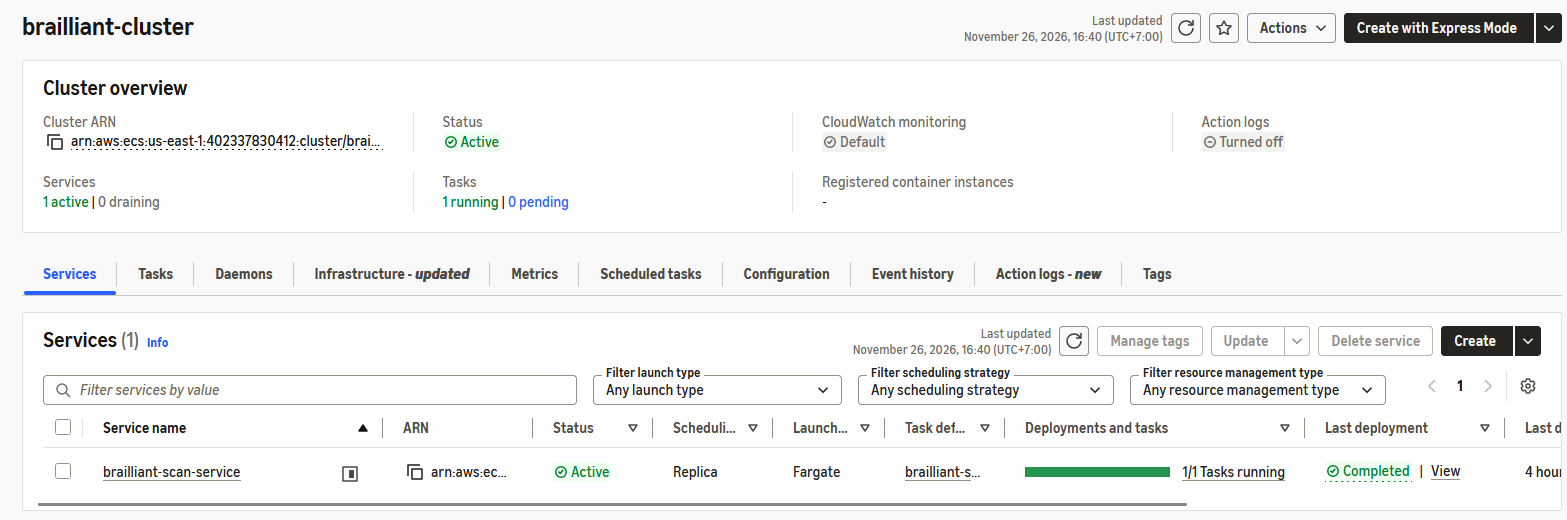 brailliant-cluster
Last updated
November 26, 2026, 16:40 (UTC+7:00)
Actions
Create with Express Mode
Cluster overview
Cluster ARN
arn:aws:ecs:us-east-1:402337830412:cluster/brai...
Status
Active
CloudWatch monitoring
Default
Action logs
Turned off
Services
1 active | 0 draining
Tasks
1 running | 0 pending
Registered container instances
-
Services Tasks Daemons Infrastructure - updated Metrics Scheduled tasks Configuration Event history Action logs - new Tags
Services (1) Info
Last updated
November 26, 2026, 16:40 (UTC+7:00)
Manage tags
Update
Delete service
Create
Filter services by value
Filter launch type
Any launch type
Filter scheduling strategy
Any scheduling strategy
Filter resource management type
Any resource management type
1
Service name ARN Status Scheduli... Launch... Task def... Deployments and tasks Last deployment Last d
brailliant-scan-service arn:aws:ec... Active Replica Fargate brailliant-s... 1/1 Tasks running Completed | View 4 hour